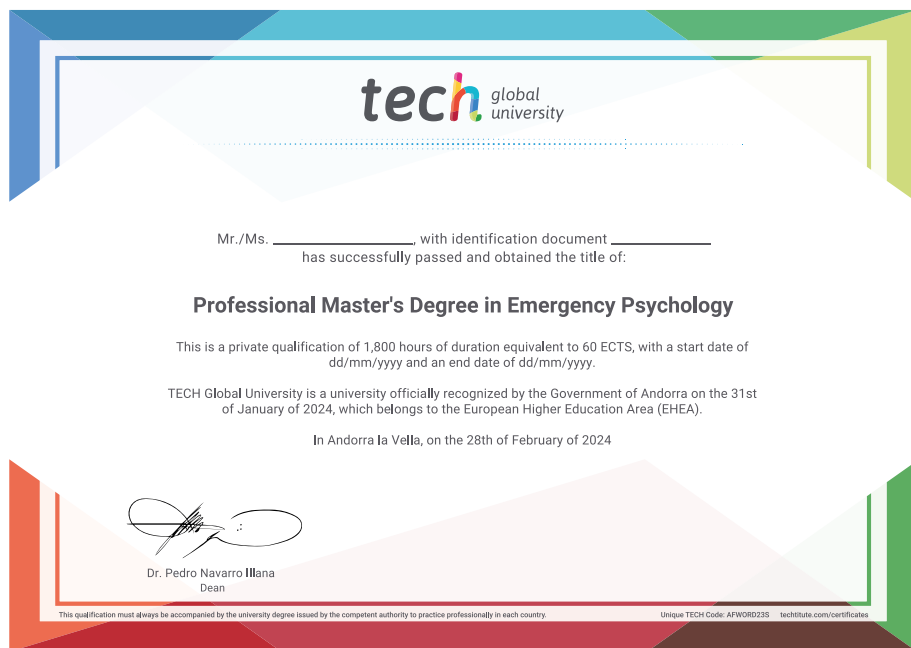 tech global university
Mr./Ms. ____________, with identification document ____________
has successfully passed and obtained the title of:
Professional Master's Degree in Emergency Psychology
This is a private qualification of 1,800 hours of duration equivalent to 60 ECTS, with a start date of
dd/mm/yyyy and an end date of dd/mm/yyyy.
TECH Global University is a university officially recognized by the Government of Andorra on the 31st
of January of 2024, which belongs to the European Higher Education Area (EHEA).
In Andorra la Vella, on the 28th of February of 2024
Dr. Pedro Navarro Illana
Dean
This qualification must always be accompanied by the university degree issued by the competent authority to practice professionally in each country.
Unique TECH Code: AFWORD23S techtitute.com/certificates